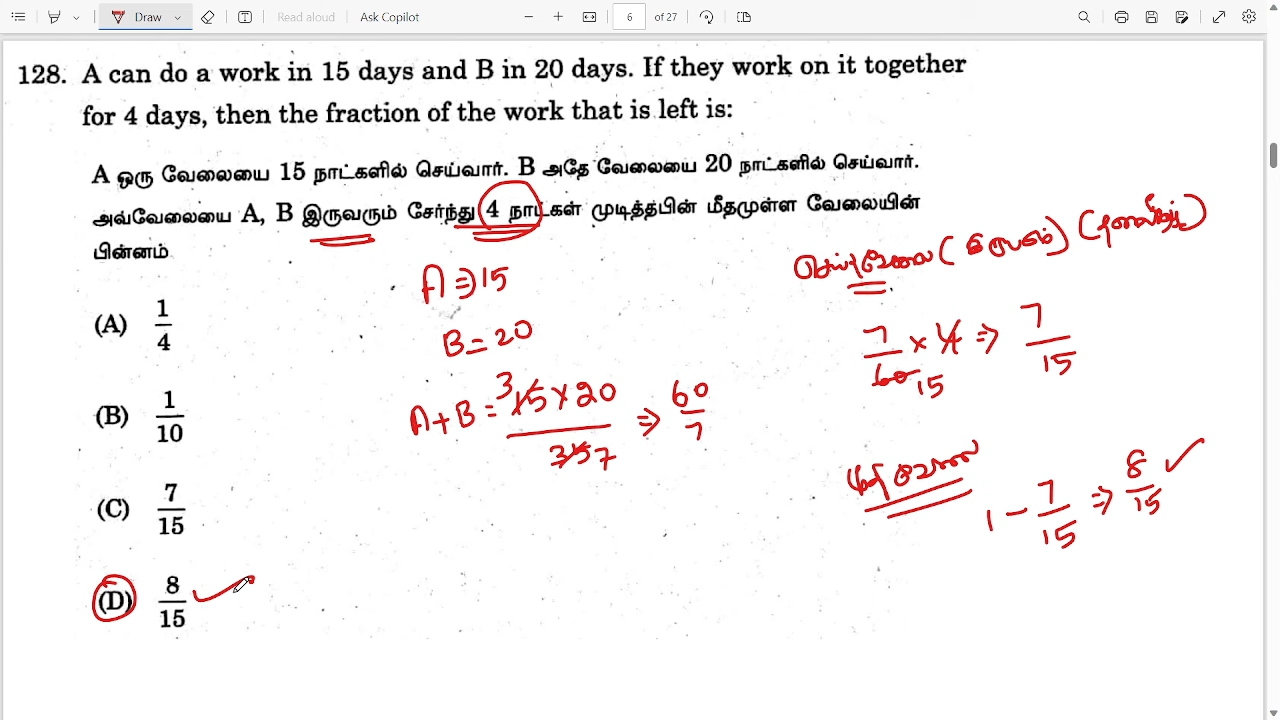 Draw
Read aloud
Ask Copilot
6 of 27
128. A can do a work in 15 days and B in 20 days. If they work on it together
for 4 days, then the fraction of the work that is left is:
A ஒரு வேலையை 15 நாட்களில் செய்வார். B அதே வேலையை 20 நாட்களில் செய்வார்.
அவ்வேலையை A, B இருவரும் சேர்ந்து 4 நாட்கள் முடித்தபின் மீதமுள்ள வேலையின்
பின்னம்
(A) 1/4
(B) 1/10
(C) 7/15
(D) 8/15
A ⇒ 15
B = 20
A+B = 3 15 × 20 / 35 7 ⇒ 60/7
7/60 15 × 4 ⇒ 7/15
1 - 7/15 ⇒ 8/15